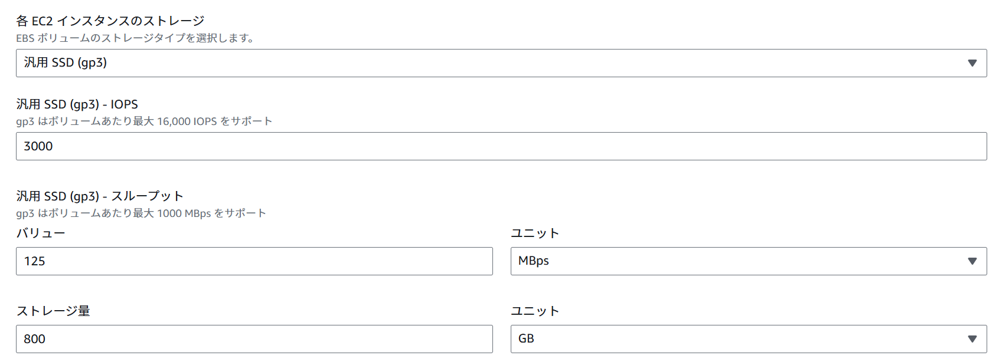 各 EC2 インスタンスのストレージ
EBS ボリュームのストレージタイプを選択します。
汎用 SSD (gp3)
汎用 SSD (gp3) - IOPS
gp3 はボリュームあたり最大 16,000 IOPS をサポート
3000
汎用 SSD (gp3) - スループット
gp3 はボリュームあたり最大 1000 MBps をサポート
バリュー
ユニット
125
MBps
ストレージ量
ユニット
800
GB